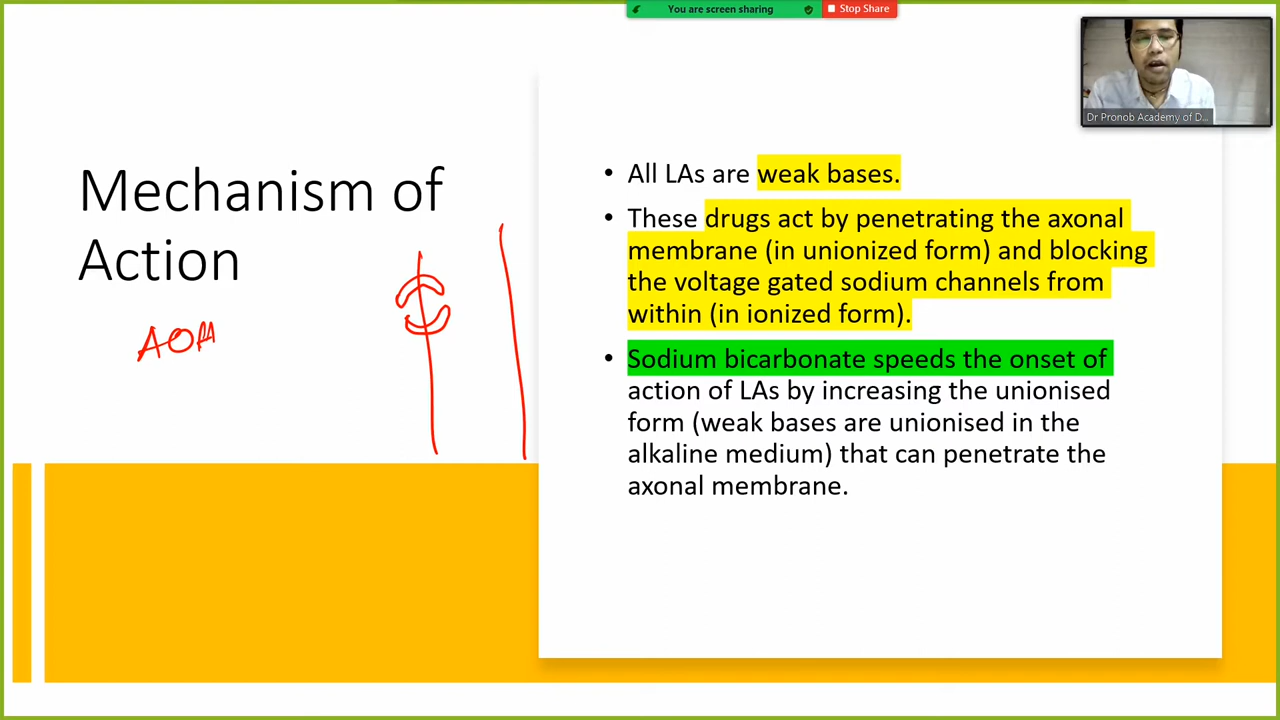 You are screen sharing
Stop Share
Dr Pronob Academy of D...
Mechanism of
Action
• All LAs are weak bases.
• These drugs act by penetrating the axonal
membrane (in unionized form) and blocking
the voltage gated sodium channels from
within (in ionized form).
• Sodium bicarbonate speeds the onset of
action of LAs by increasing the unionised
form (weak bases are unionised in the
alkaline medium) that can penetrate the
axonal membrane.